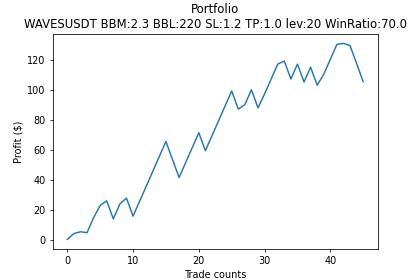 Portfolio
WAVESUSDT BBM:2.3 BBL:220 SL:1.2 TP:1.0 lev:20 WinRatio:70.0
120
100
80
60
40
20
0
Profit ($)
0 10 20 30 40
Trade counts